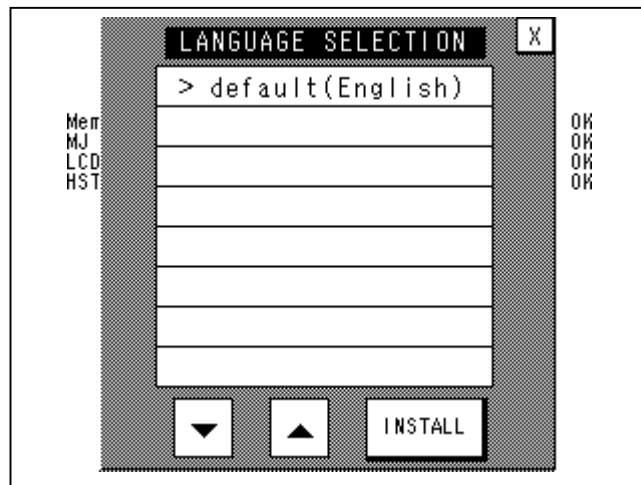 LANGUAGE SELECTION
X
> default(English)
Mem OK
MJ OK
LCD OK
HST OK
INSTALL